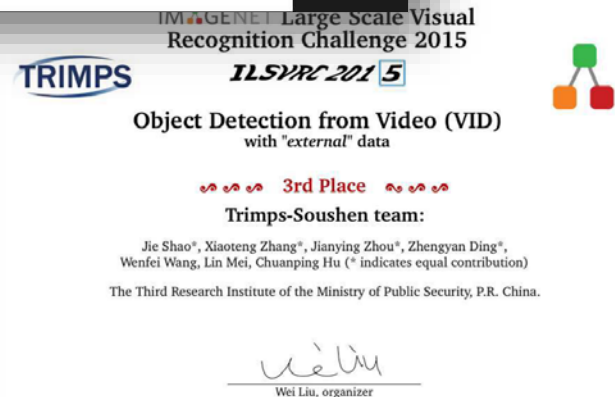 IMAGENET Large Scale Visual
Recognition Challenge 2015
TRIMPS
ILSVRC 2015
Object Detection from Video (VID)
with "external" data
3rd Place
Trimps-Soushen team:
Jie Shao*, Xiaoteng Zhang*, Jianying Zhou*, Zhengyan Ding*,
Wenfei Wang, Lin Mei, Chuanping Hu (* indicates equal contribution)
The Third Research Institute of the Ministry of Public Security, P.R. China.
Wei Liu
Wei Liu, organizer